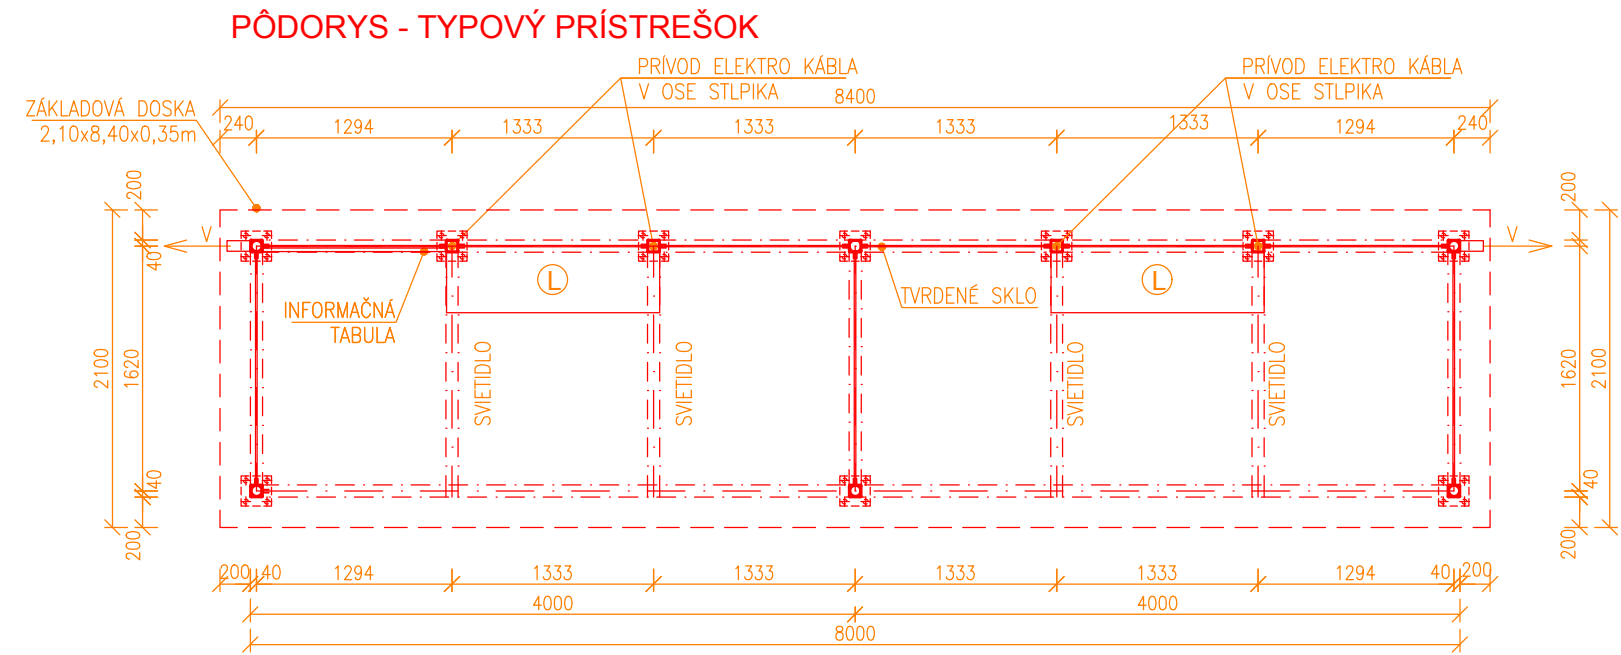 PÔDORYS - TYPOVÝ PRÍSTREŠOK
PRÍVOD ELEKTRO KÁBLA
V OSE STLPIKA
PRÍVOD ELEKTRO KÁBLA
V OSE STLPIKA
8400
ZÁKLADOVÁ DOSKA
2,10x8,40x0,35m
240
1294
1333
1333
1333
1333
1294
240
200
200
V
V
40
L
L
INFORMAČNÁ
TABULA
TVRDENÉ SKLO
2100
1620
SVIETIDLO
SVIETIDLO
SVIETIDLO
SVIETIDLO
1620
2100
40
40
200
200
200
40
1294
1333
1333
1333
1333
1294
40
200
4000
4000
8000